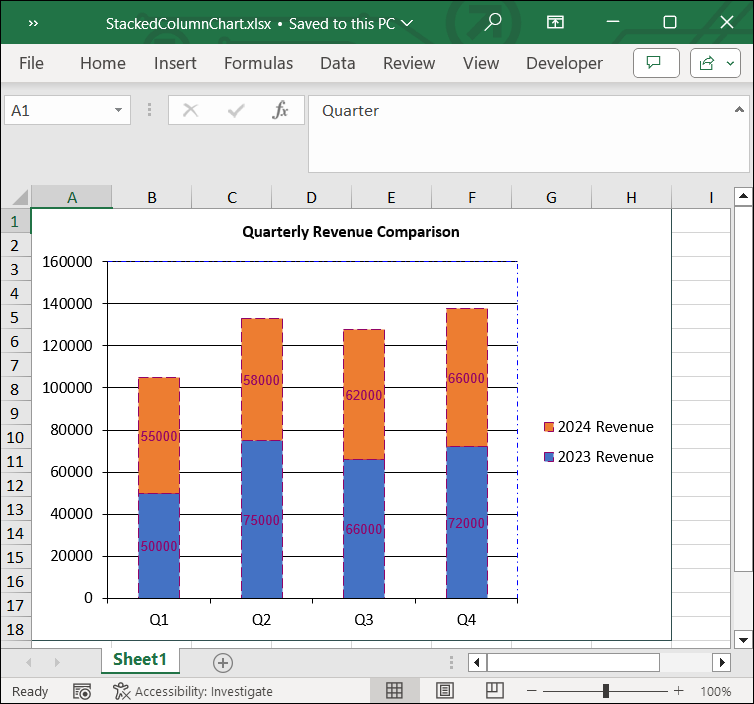 ›› StackedColumnChart.xlsx • Saved to this PC
File Home Insert Formulas Data Review View Developer
A1 fx Quarter
A B C D E F G H I
1
2
3
4
5
6
7
8
9
10
11
12
13
14
15
16
17
18
Quarterly Revenue Comparison
160000
140000
120000
100000
80000
60000
40000
20000
0
55000 58000 62000 66000
50000 75000 66000 72000
Q1 Q2 Q3 Q4
2024 Revenue
2023 Revenue
Sheet1
Ready Accessibility: Investigate 100%